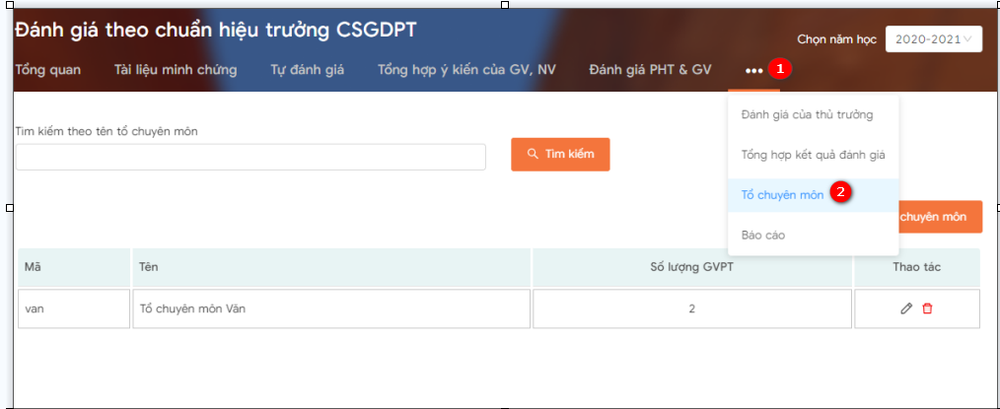 Đánh giá theo chuẩn hiệu trưởng CSGDPT
Chọn năm học 2020-2021
Tổng quan Tài liệu minh chứng Tự đánh giá Tổng hợp ý kiến của GV, NV Đánh giá PHT & GV ••• 1
Đánh giá của thủ trưởng
Tổng hợp kết quả đánh giá
Tổ chuyên môn 2
Báo cáo
Tìm kiếm theo tên tổ chuyên môn
Tìm kiếm
chuyên môn
Mã Tên Số lượng GVPT Thao tác
van Tổ chuyên môn Văn 2